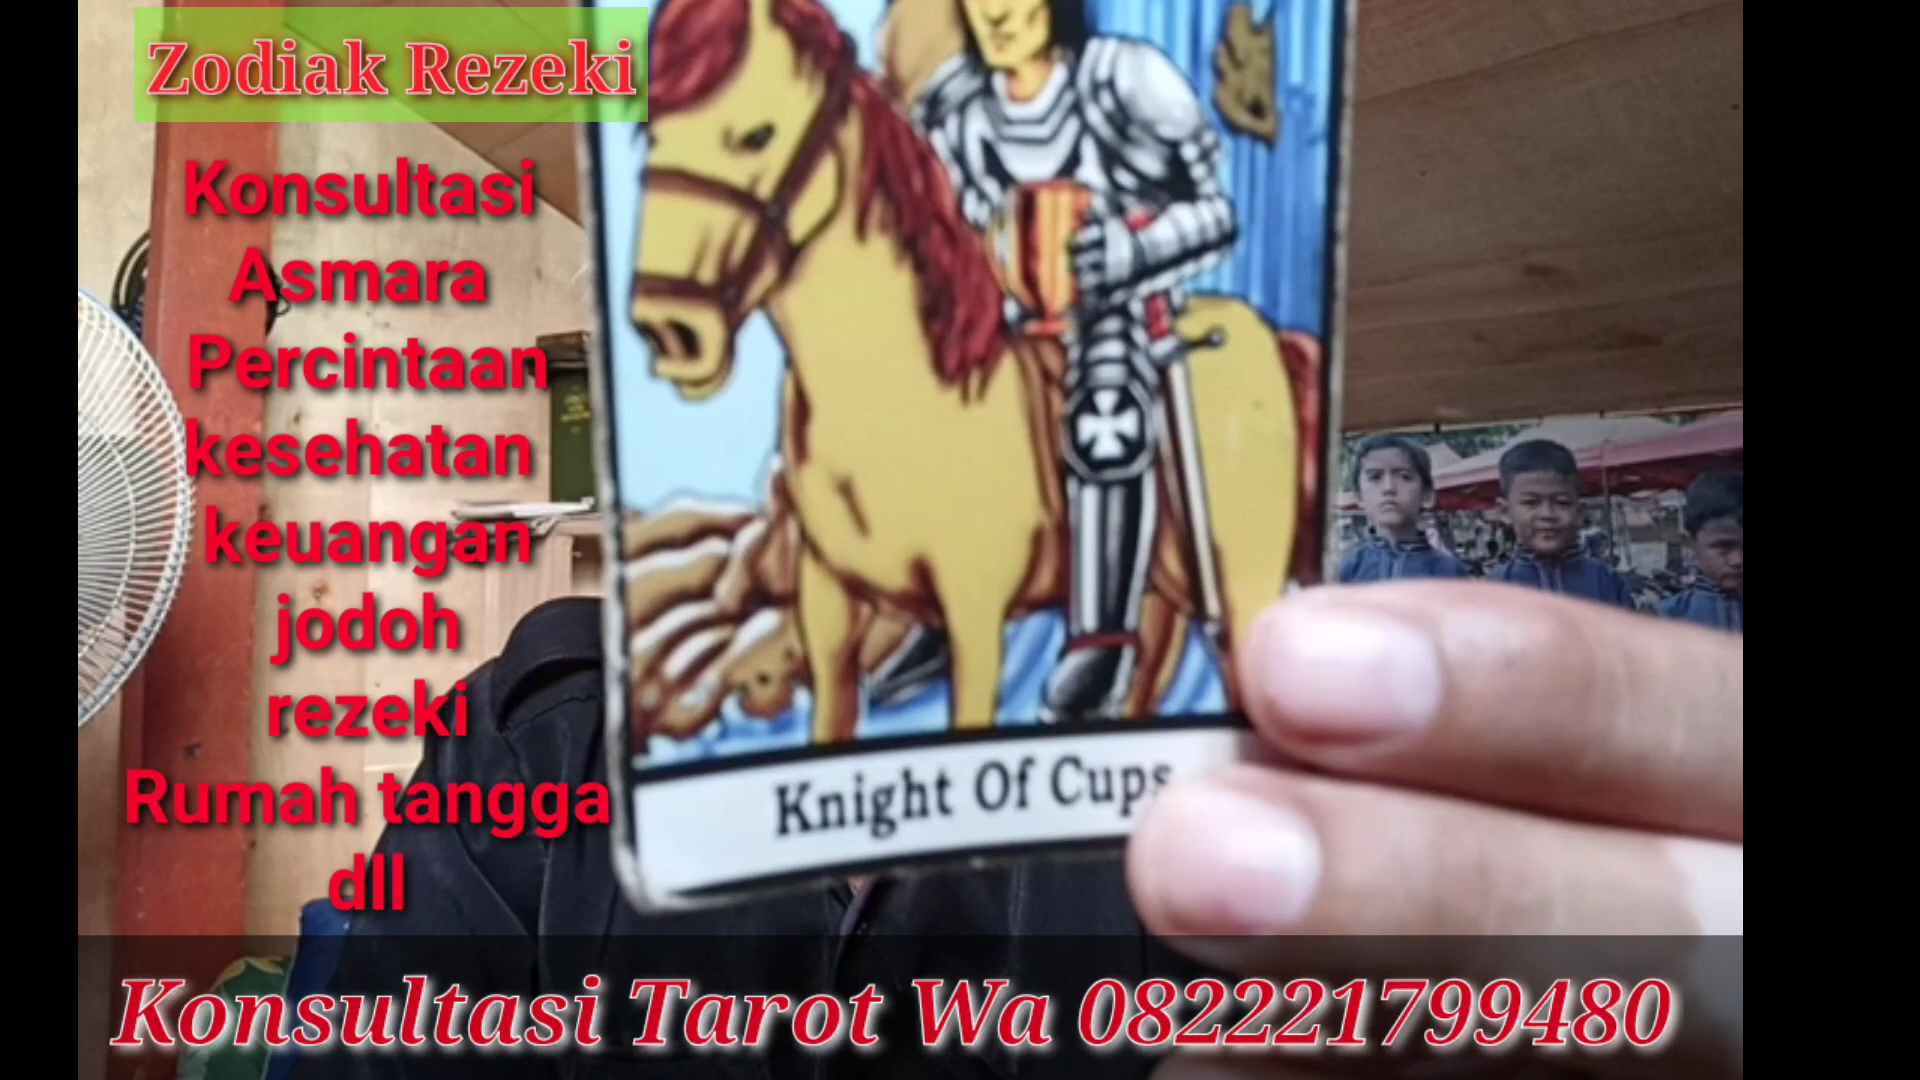 Zodiak Rezeki
Konsultasi
Asmara
Percintaan
kesehatan
keuangan
jodoh
rezeki
Rumah tangga
dll
Knight Of Cups
Konsultasi Tarot Wa 082221799480